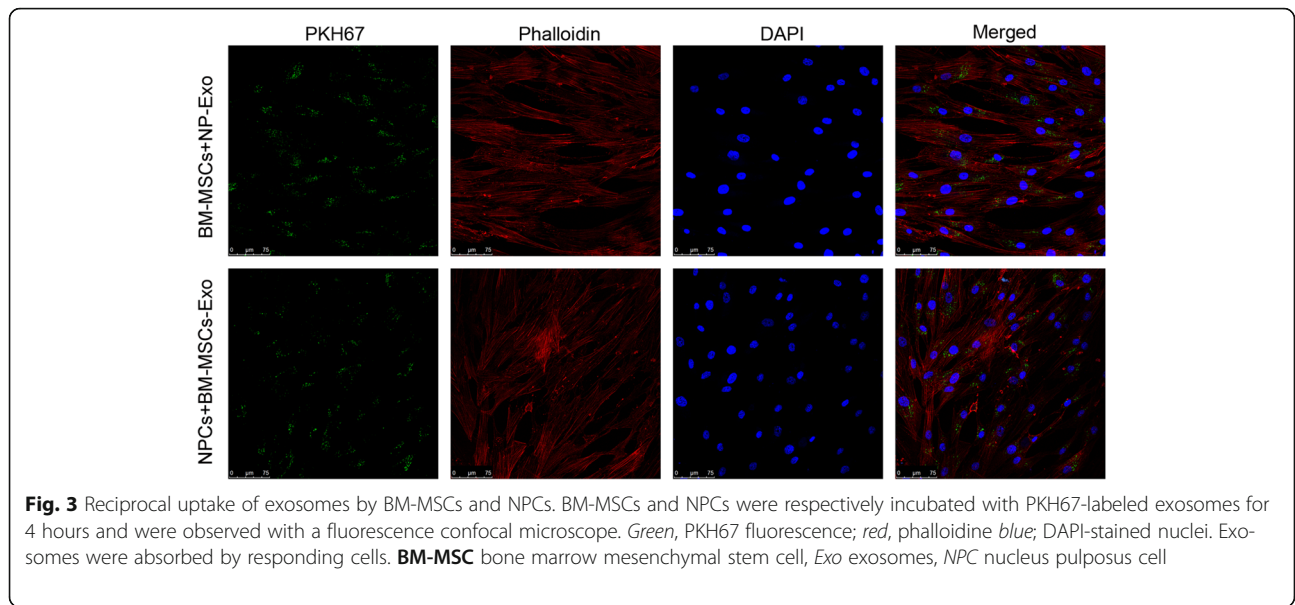 PKH67 Phalloidin DAPI Merged
BM-MSCs+NP-Exo
0 µm 75 0 µm 75 0 µm 75 0 µm 75
NPCs+BM-MSCs-Exo
0 µm 75 0 µm 75 0 µm 75 0 µm 75
Fig. 3 Reciprocal uptake of exosomes by BM-MSCs and NPCs. BM-MSCs and NPCs were respectively incubated with PKH67-labeled exosomes for
4 hours and were observed with a fluorescence confocal microscope. Green, PKH67 fluorescence; red, phalloidine blue; DAPI-stained nuclei. Exo-
somes were absorbed by responding cells. BM-MSC bone marrow mesenchymal stem cell, Exo exosomes, NPC nucleus pulposus cell